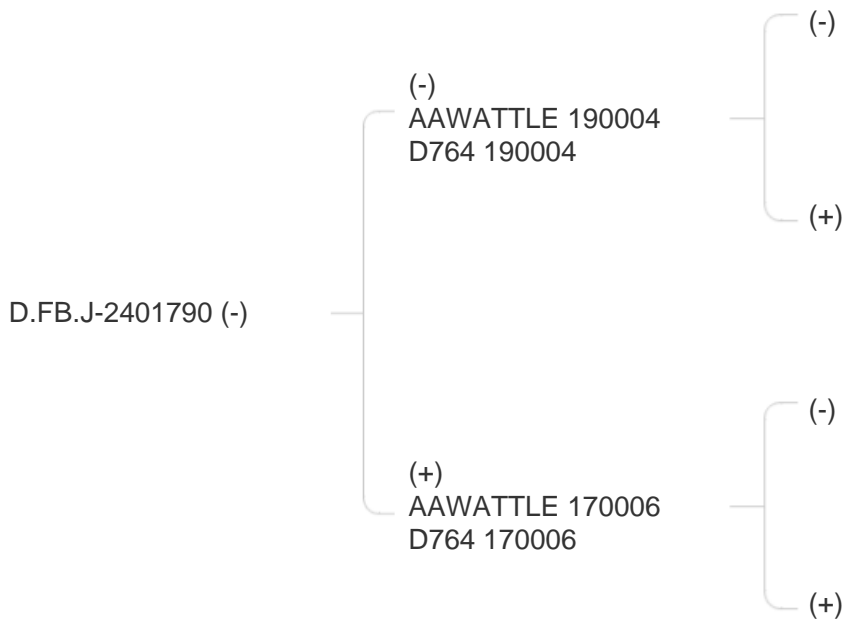 (-)
(-)
AAWATTLE 190004
D764 190004
(+)
D.FB.J-2401790 (-)
(-)
(+)
AAWATTLE 170006
D764 170006
(+)